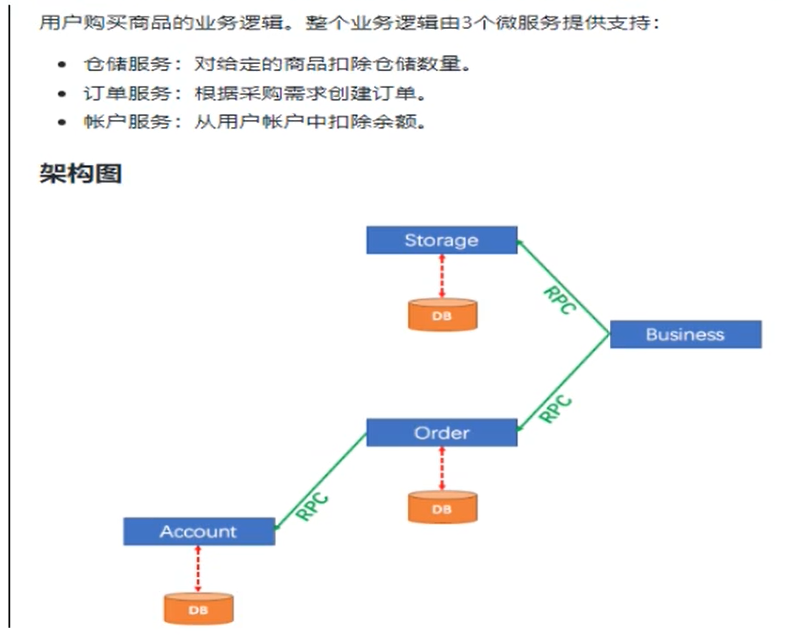 用户购买商品的业务逻辑。整个业务逻辑由3个微服务提供支持：
• 仓储服务：对给定的商品扣除仓储数量。
• 订单服务：根据采购需求创建订单。
• 帐户服务：从用户帐户中扣除余额。
架构图
Storage
RPC
DB
Business
RPC
Order
RPC
DB
Account
DB